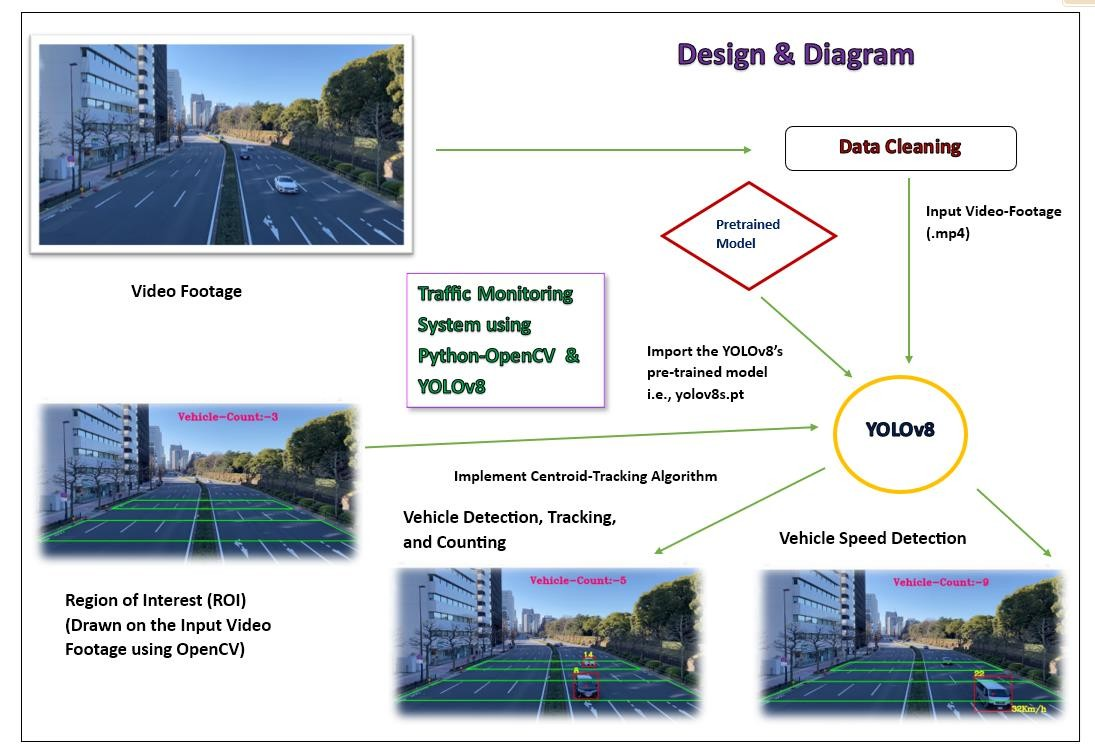 Design & Diagram
Video Footage
Data Cleaning
Input Video-Footage
(.mp4)
Pretrained
Model
Traffic Monitoring
System using
Python-OpenCV &
YOLOv8
Import the YOLOv8's
pre-trained model
i.e., yolov8s.pt
YOLOv8
Vehicle-Count:-3
Implement Centroid-Tracking Algorithm
Region of Interest (ROI)
(Drawn on the Input Video
Footage using OpenCV)
Vehicle Detection, Tracking,
and Counting
Vehicle-Count:-5
14
8
Vehicle Speed Detection
Vehicle-Count:-9
22
32Km/h